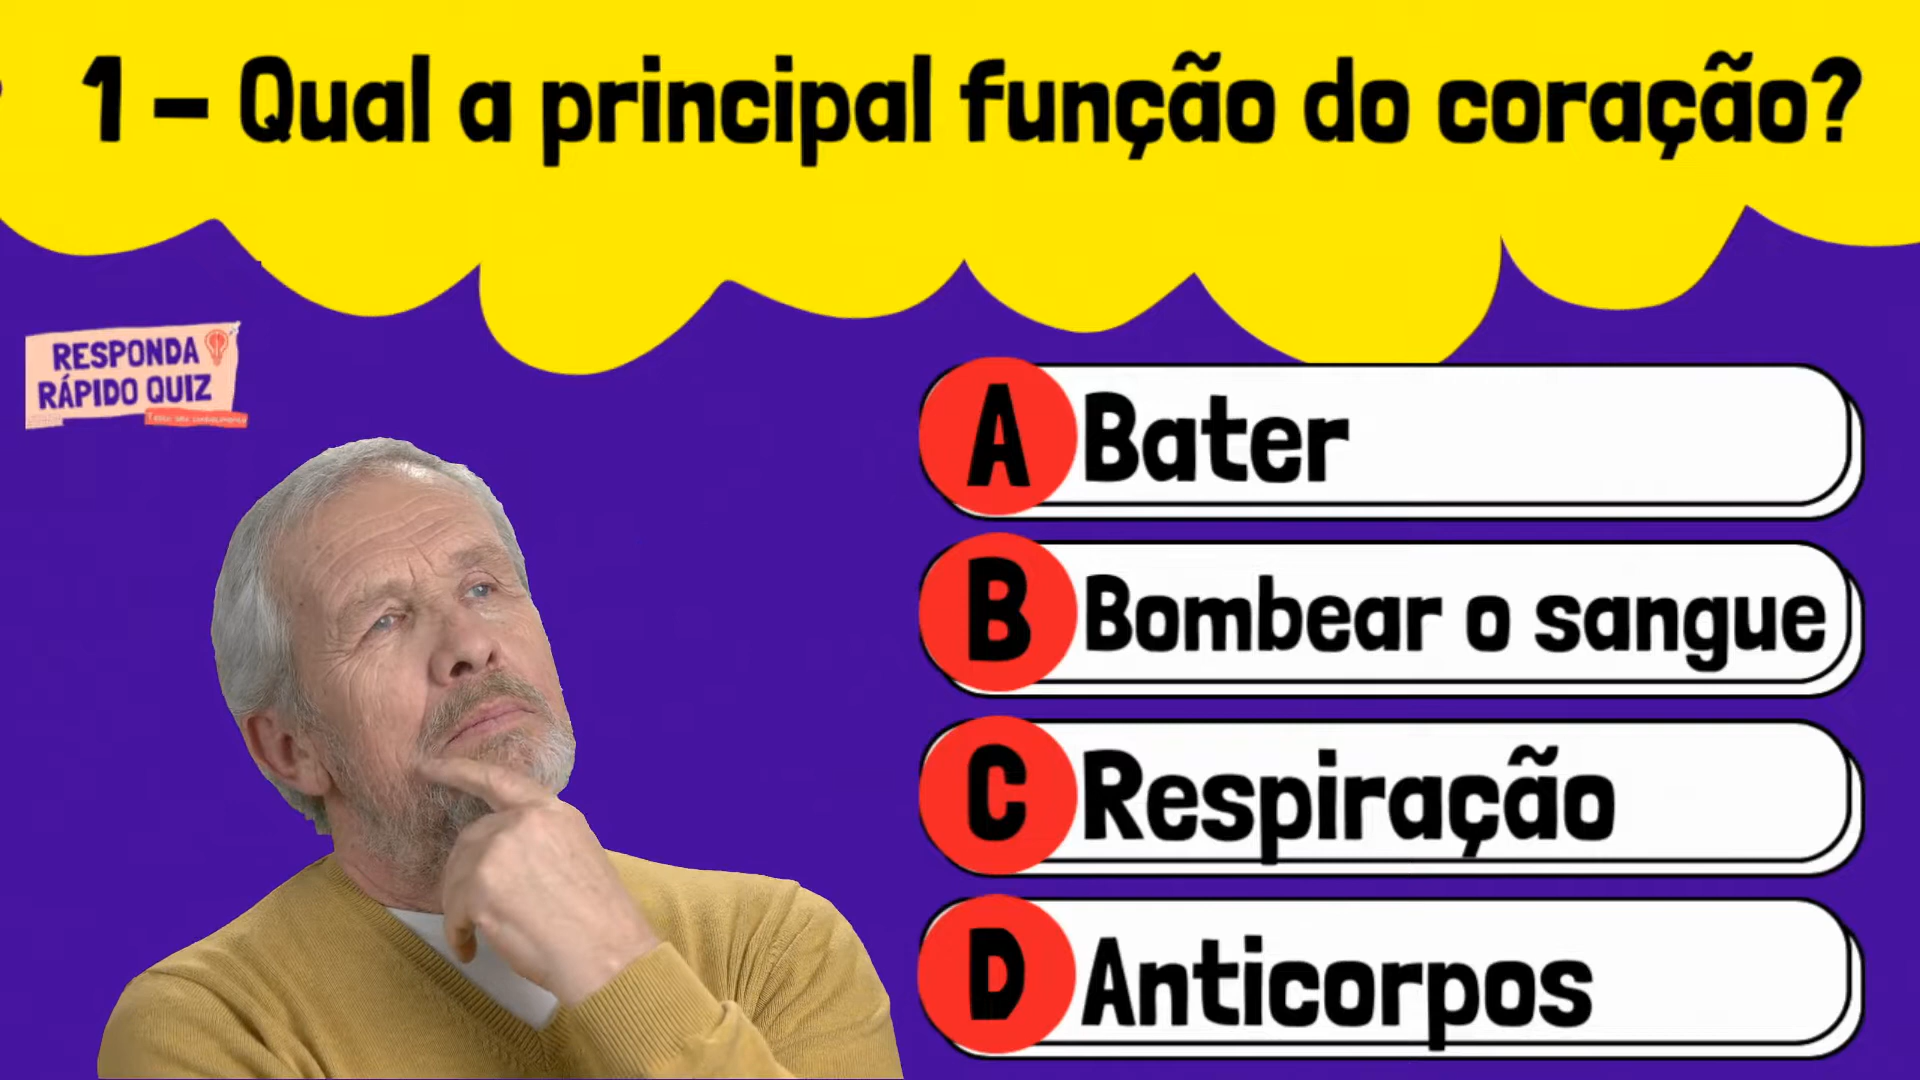 1 - Qual a principal função do coração?
RESPONDA
RÁPIDO QUIZ
A Bater
B Bombear o sangue
C Respiração
D Anticorpos